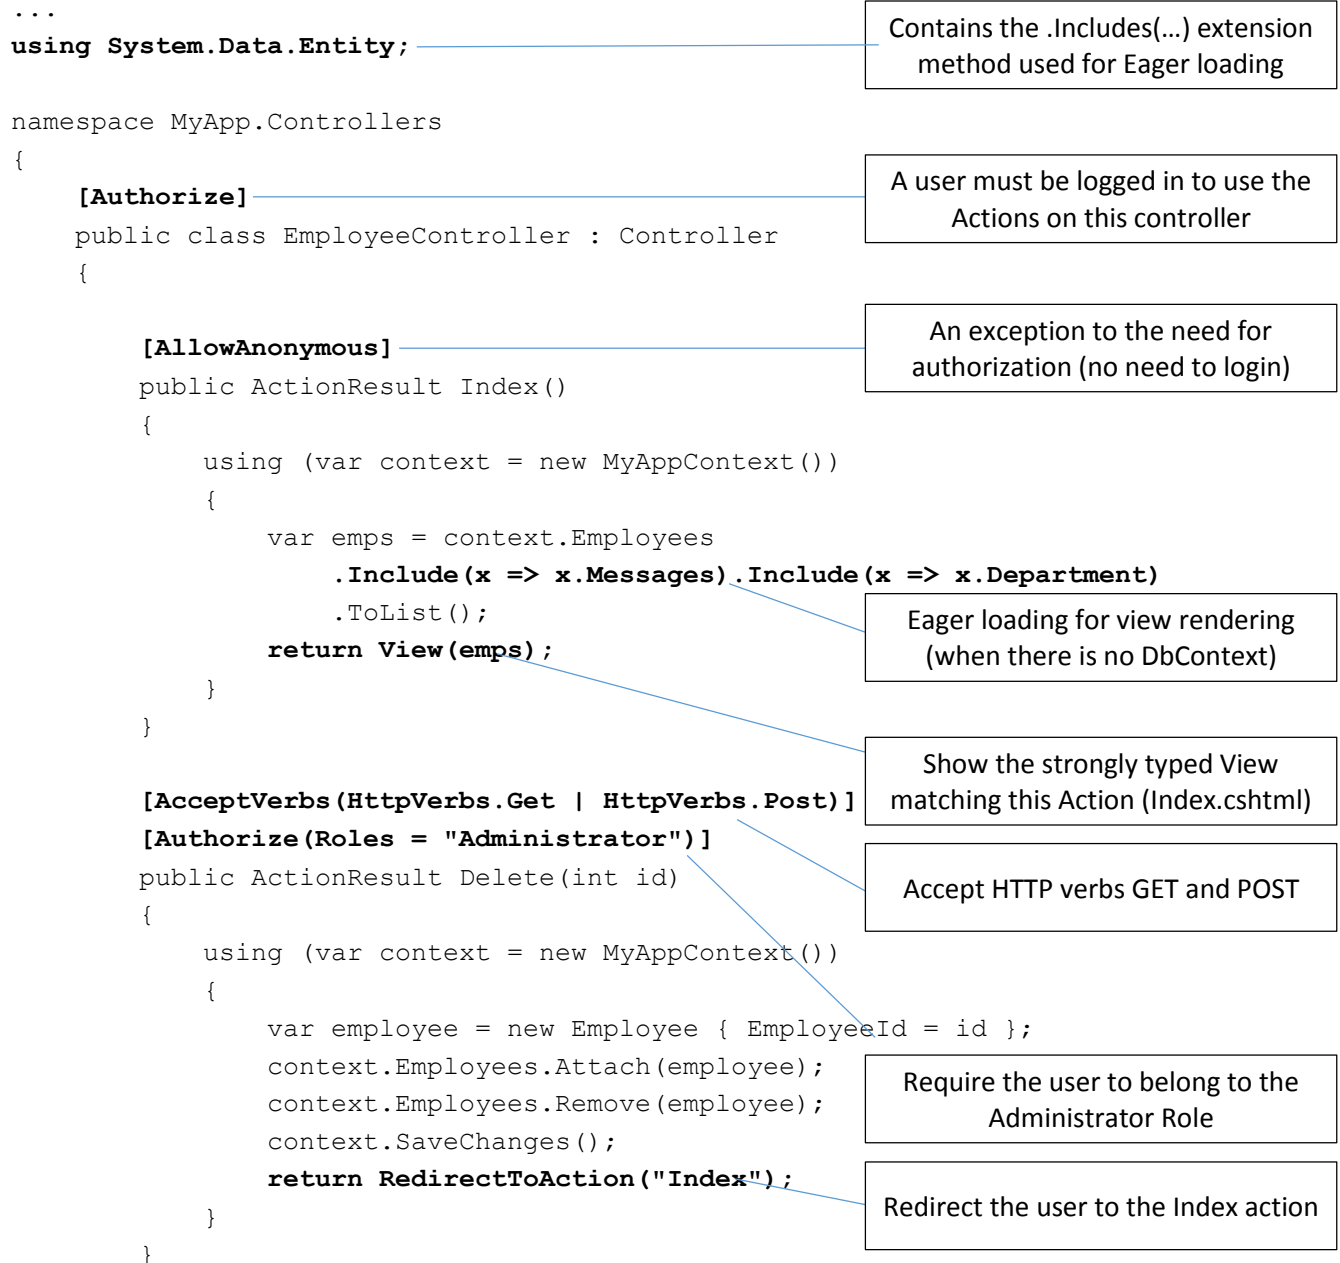 ...
using System.Data.Entity;
Contains the .Includes(…) extension
method used for Eager loading
namespace MyApp.Controllers
{
[Authorize]
A user must be logged in to use the
Actions on this controller
public class EmployeeController : Controller
{
[AllowAnonymous]
An exception to the need for
authorization (no need to login)
public ActionResult Index()
{
using (var context = new MyAppContext())
{
var emps = context.Employees
.Include(x => x.Messages).Include(x => x.Department)
.ToList();
Eager loading for view rendering
(when there is no DbContext)
return View(emps);
}
}
Show the strongly typed View
matching this Action (Index.cshtml)
[AcceptVerbs(HttpVerbs.Get | HttpVerbs.Post)]
[Authorize(Roles = "Administrator")]
public ActionResult Delete(int id)
Accept HTTP verbs GET and POST
{
using (var context = new MyAppContext())
{
var employee = new Employee { EmployeeId = id };
context.Employees.Attach(employee);
context.Employees.Remove(employee);
Require the user to belong to the
Administrator Role
context.SaveChanges();
return RedirectToAction("Index");
Redirect the user to the Index action
}
}